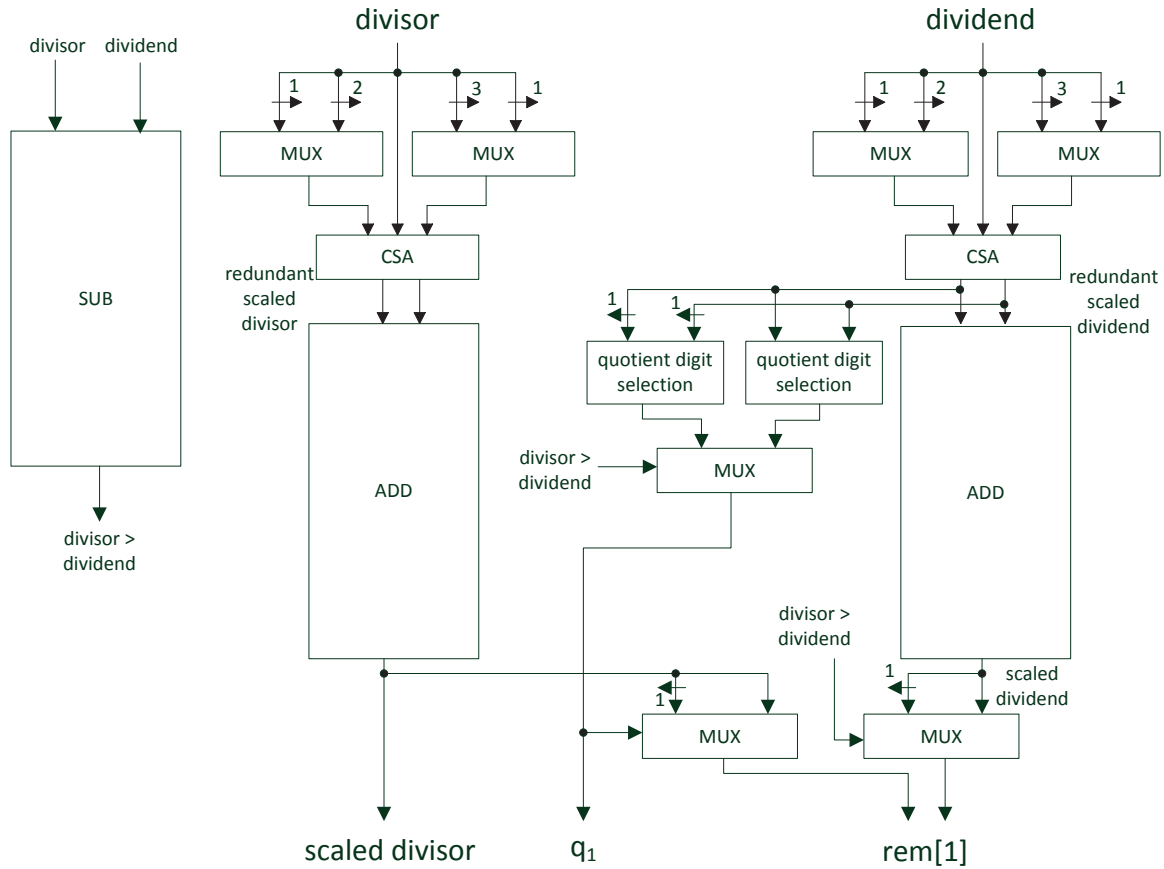 divisor
dividend
divisor dividend
1 2 3 1
1 2 3 1
MUX
MUX
MUX
MUX
CSA
CSA
redundant
scaled
divisor
redundant
scaled
dividend
SUB
1
1
quotient digit
selection
quotient digit
selection
divisor >
dividend
MUX
ADD
ADD
divisor >
dividend
divisor >
dividend
1
1
scaled
dividend
MUX
MUX
scaled divisor
q1
rem[1]